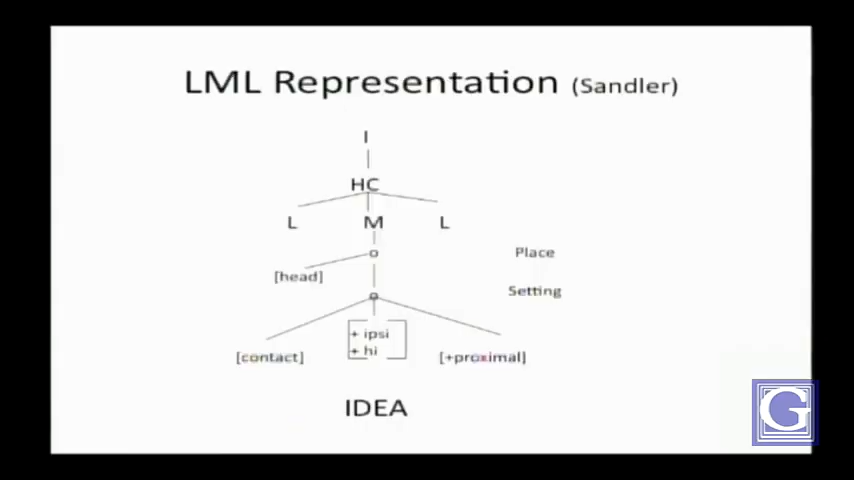 LML Representation (Sandler)
I
HC
L M L
Place
[head]
Setting
+ ipsi
+ hi
[contact] [+proximal]
IDEA
G